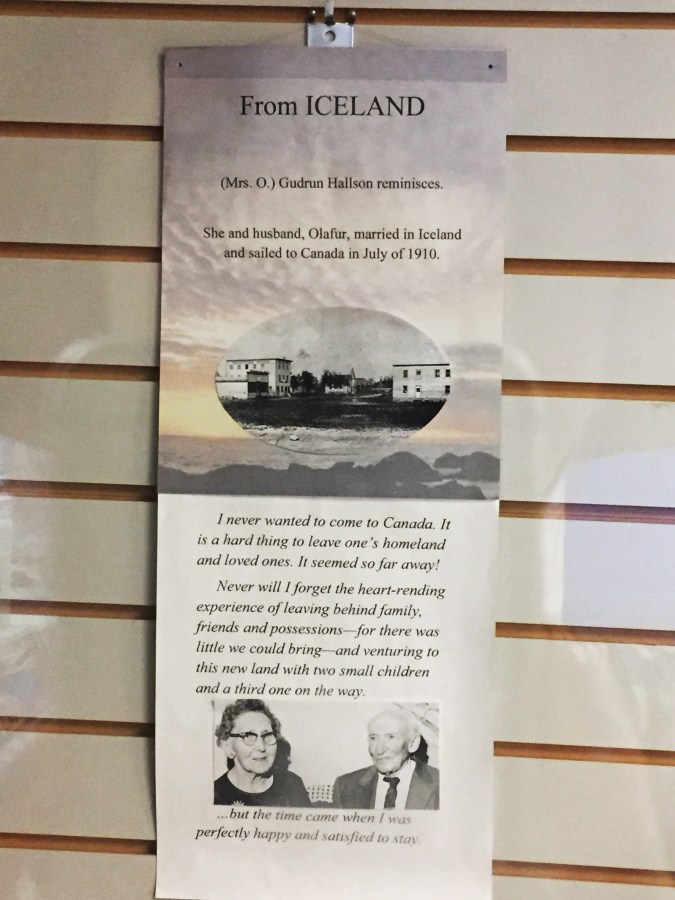 From ICELAND
(Mrs. O.) Gudrun Hallson reminisces.
She and husband, Olafur, married in Iceland
and sailed to Canada in July of 1910.
I never wanted to come to Canada. It
is a hard thing to leave one's homeland
and loved ones. It seemed so far away!
Never will I forget the heart-rending
experience of leaving behind family,
friends and possessions—for there was
little we could bring—and venturing to
this new land with two small children
and a third one on the way.
...but the time came when I was
perfectly happy and satisfied to stay.